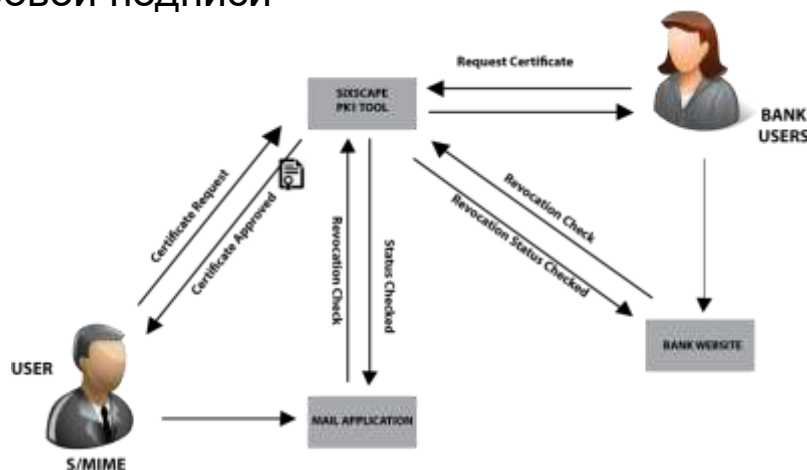 подписи
Request Certificate
SIXSCAPE
PKI TOOL
BANK
USERS
Certificate Request
Certificate Approved
Revocation Check
Status Checked
Revocation Check
Revocation Status Checked
BANK WEBSITE
USER
MAIL APPLICATION
S/MIME